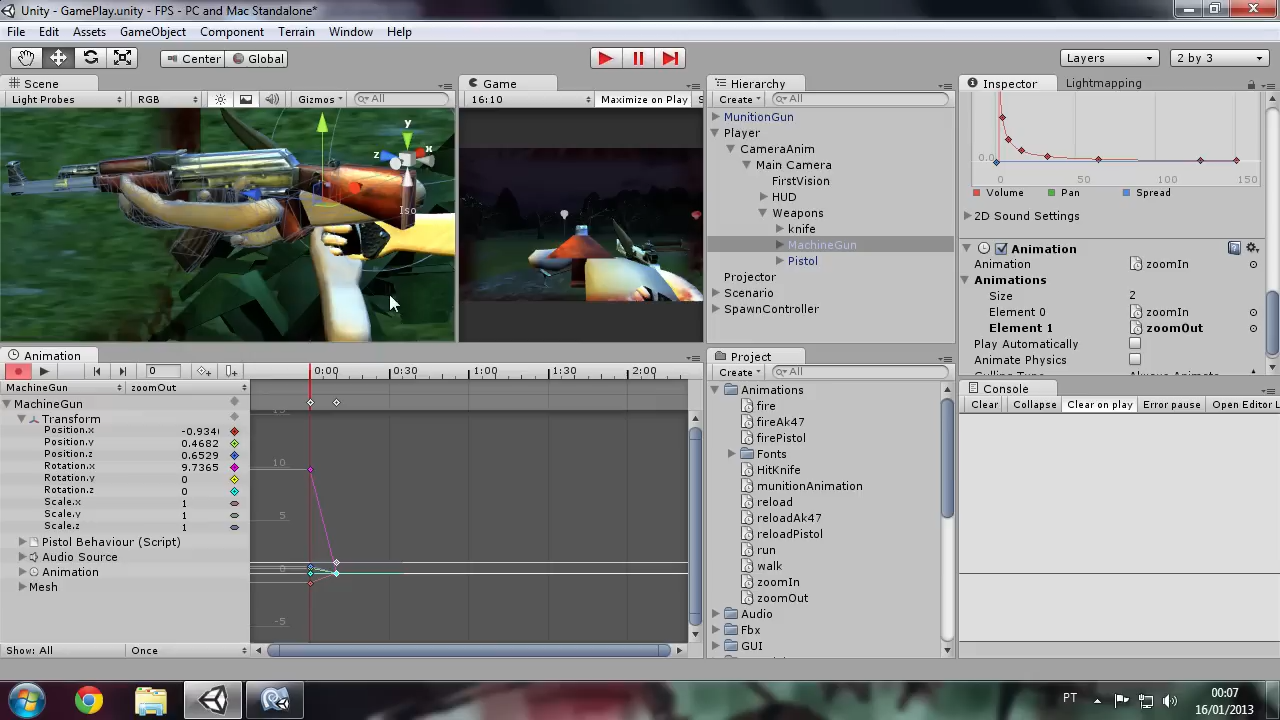 Unity - GamePlay.unity - FPS - PC and Mac Standalone*
File Edit Assets GameObject Component Terrain Window Help
Center Global Layers 2 by 3
Scene
Light Probes RGB Gizmos All
y
z x
Iso
Game
16:10 Maximize on Play
Hierarchy
Create All
MunitionGun
Player
CameraAnim
Main Camera
FirstVision
HUD
Weapons
knife
MachineGun
Pistol
Projector
Scenario
SpawnController
Inspector Lightmapping
0.0
0 50 100 150
Volume Pan Spread
2D Sound Settings
Animation
Animation zoomIn
Animations
Size 2
Element 0 zoomIn
Element 1 zoomOut
Play Automatically
Animate Physics
Animation
0 0:00 0:30 1:00 1:30 2:00
MachineGun zoomOut
MachineGun
Transform
Position.x -0.934
Position.y 0.4682
Position.z 0.6529
Rotation.x 9.7365
Rotation.y 0
Rotation.z 0
Scale.x 1
Scale.y 1
Scale.z 1
Pistol Behaviour (Script)
Audio Source
Animation
Mesh
10
5
0
-5
Show: All Once
Project
Create All
Animations
fire
fireAk47
firePistol
Fonts
HitKnife
munitionAnimation
reload
reloadAk47
reloadPistol
run
walk
zoomIn
zoomOut
Audio
Fbx
GUI
Console
Clear Collapse Clear on play Error pause Open Editor L
PT
00:07
16/01/2013